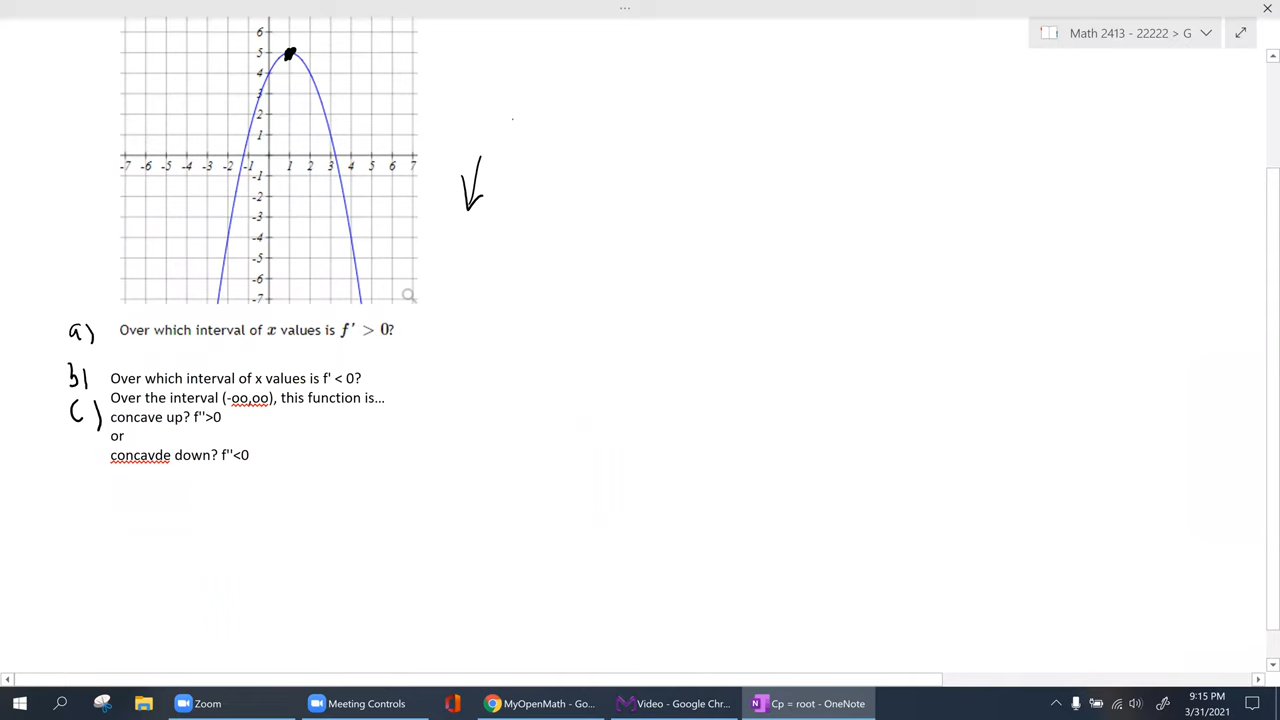 ...
Math 2413 - 22222 > G
6
5
4
3
2
1
-7 -6 -5 -4 -3 -2 -1 1 2 3 4 5 6 7
-1
-2
-3
-4
-5
-6
-7
a) Over which interval of x values is f' > 0?
b) Over which interval of x values is f' < 0?
c) Over the interval (-oo,oo), this function is...
concave up? f''>0
or
concavde down? f''<0
Zoom
Meeting Controls
MyOpenMath - Go...
Video - Google Chr...
Cp = root - OneNote
9:15 PM
3/31/2021